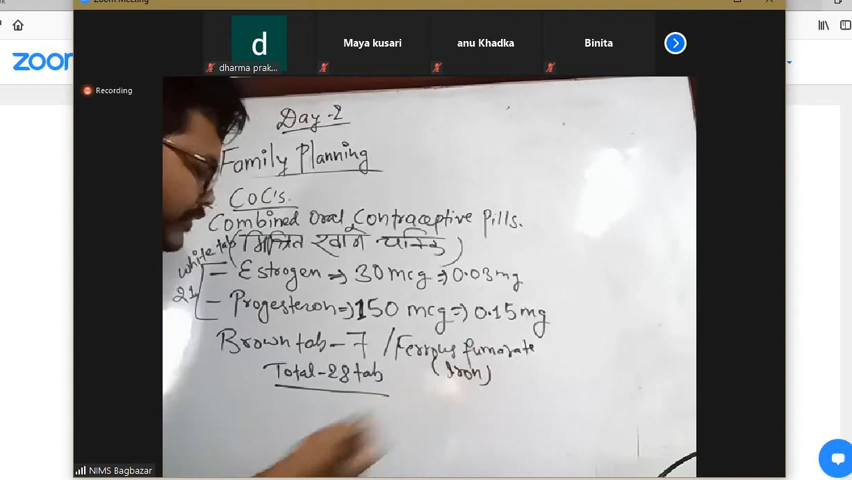 Zoom Meeting
zoom
d
dharma prak...
Maya kusari
anu Khadka
Binita
Recording
Day-2
Family Planning
COC's.
Combined Oral Contraceptive Pills.
(मिश्रित खाने चक्कि)
white tab
21
- Estrogen => 30 mcg => 0.03 mg
- Progesteron => 150 mcg => 0.15 mg
Brown tab - 7 / Ferrous fumarate
(Iron)
Total - 28 tab
NIMS Bagbazar